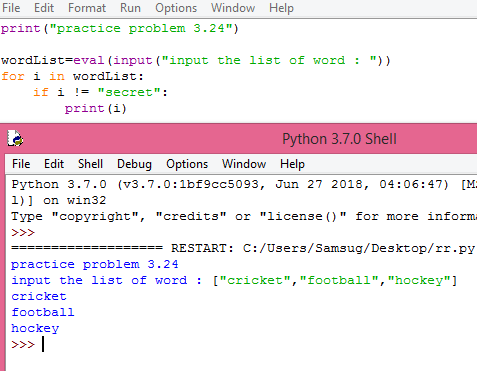 File Edit Format Run Options Window Help
print("practice problem 3.24")
wordList=eval(input("input the list of word : "))
for i in wordList:
    if i != "secret":
        print(i)
Python 3.7.0 Shell
File Edit Shell Debug Options Window Help
Python 3.7.0 (v3.7.0:1bf9cc5093, Jun 27 2018, 04:06:47) [M
l)] on win32
Type "copyright", "credits" or "license()" for more inform
>>>
=================== RESTART: C:/Users/Samsug/Desktop/rr.py
practice problem 3.24
input the list of word : ["cricket","football","hockey"]
cricket
football
hockey
>>>